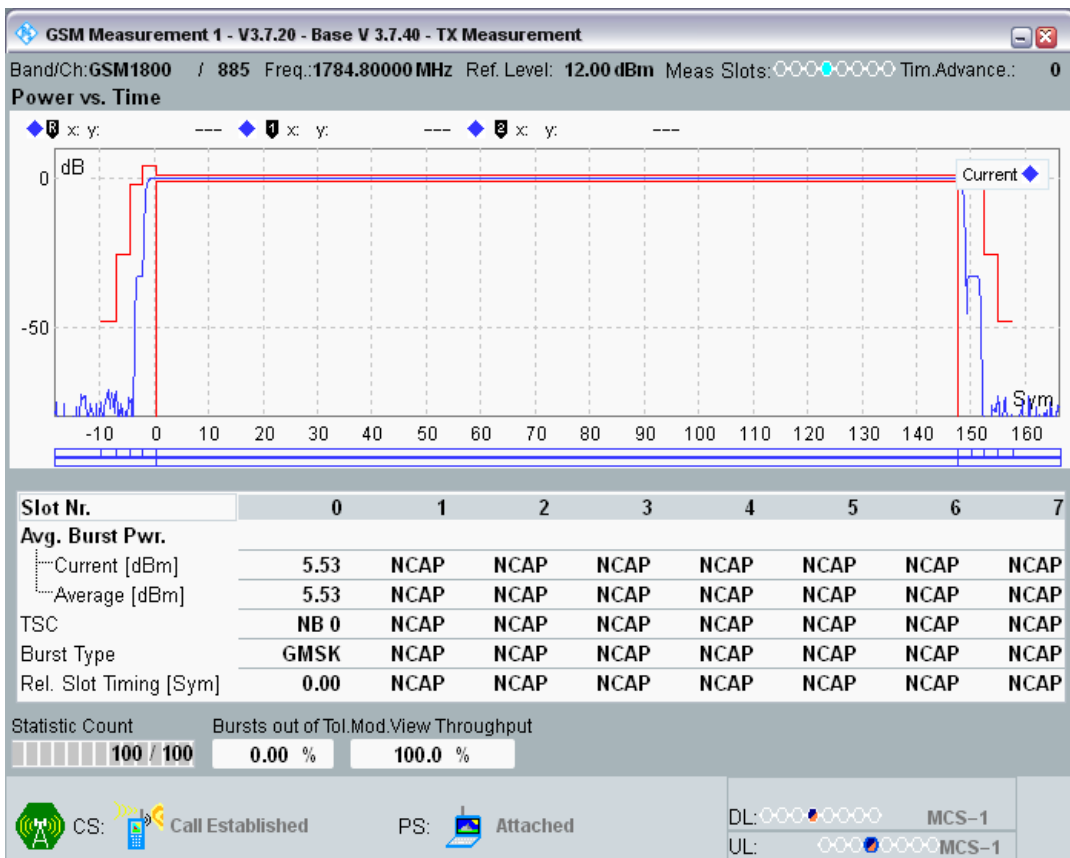 GSM Measurement 1 - V3.7.20 - Base V 3.7.40 - TX Measurement
Band/Ch:GSM1800 / 885 Freq.:1784.80000 MHz Ref. Level: 12.00 dBm Meas Slots: Tim.Advance.: 0
Power vs. Time
R x: y: --- 1 x: y: --- 2 x: y: ---
dB
0
Current
-50
Sym
-10 0 10 20 30 40 50 60 70 80 90 100 110 120 130 140 150 160
Slot Nr. 0 1 2 3 4 5 6 7
Avg. Burst Pwr.
Current [dBm] 5.53 NCAP NCAP NCAP NCAP NCAP NCAP NCAP
Average [dBm] 5.53 NCAP NCAP NCAP NCAP NCAP NCAP NCAP
TSC NB 0 NCAP NCAP NCAP NCAP NCAP NCAP NCAP
Burst Type GMSK NCAP NCAP NCAP NCAP NCAP NCAP NCAP
Rel. Slot Timing [Sym] 0.00 NCAP NCAP NCAP NCAP NCAP NCAP NCAP
Statistic Count Bursts out of Tol.Mod.View Throughput
100 / 100 0.00 % 100.0 %
CS: Call Established PS: Attached
DL: MCS-1
UL: MCS-1